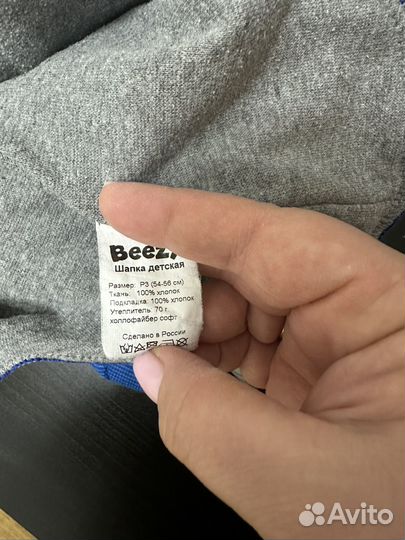 Шапка детская
Размер: Р3 (54-56 см)
Ткань: 100% хлопок
Подкладка: 100% хлопок
Утеплитель: 70 г.
холлофайбер софт
Сделано в России
Avito